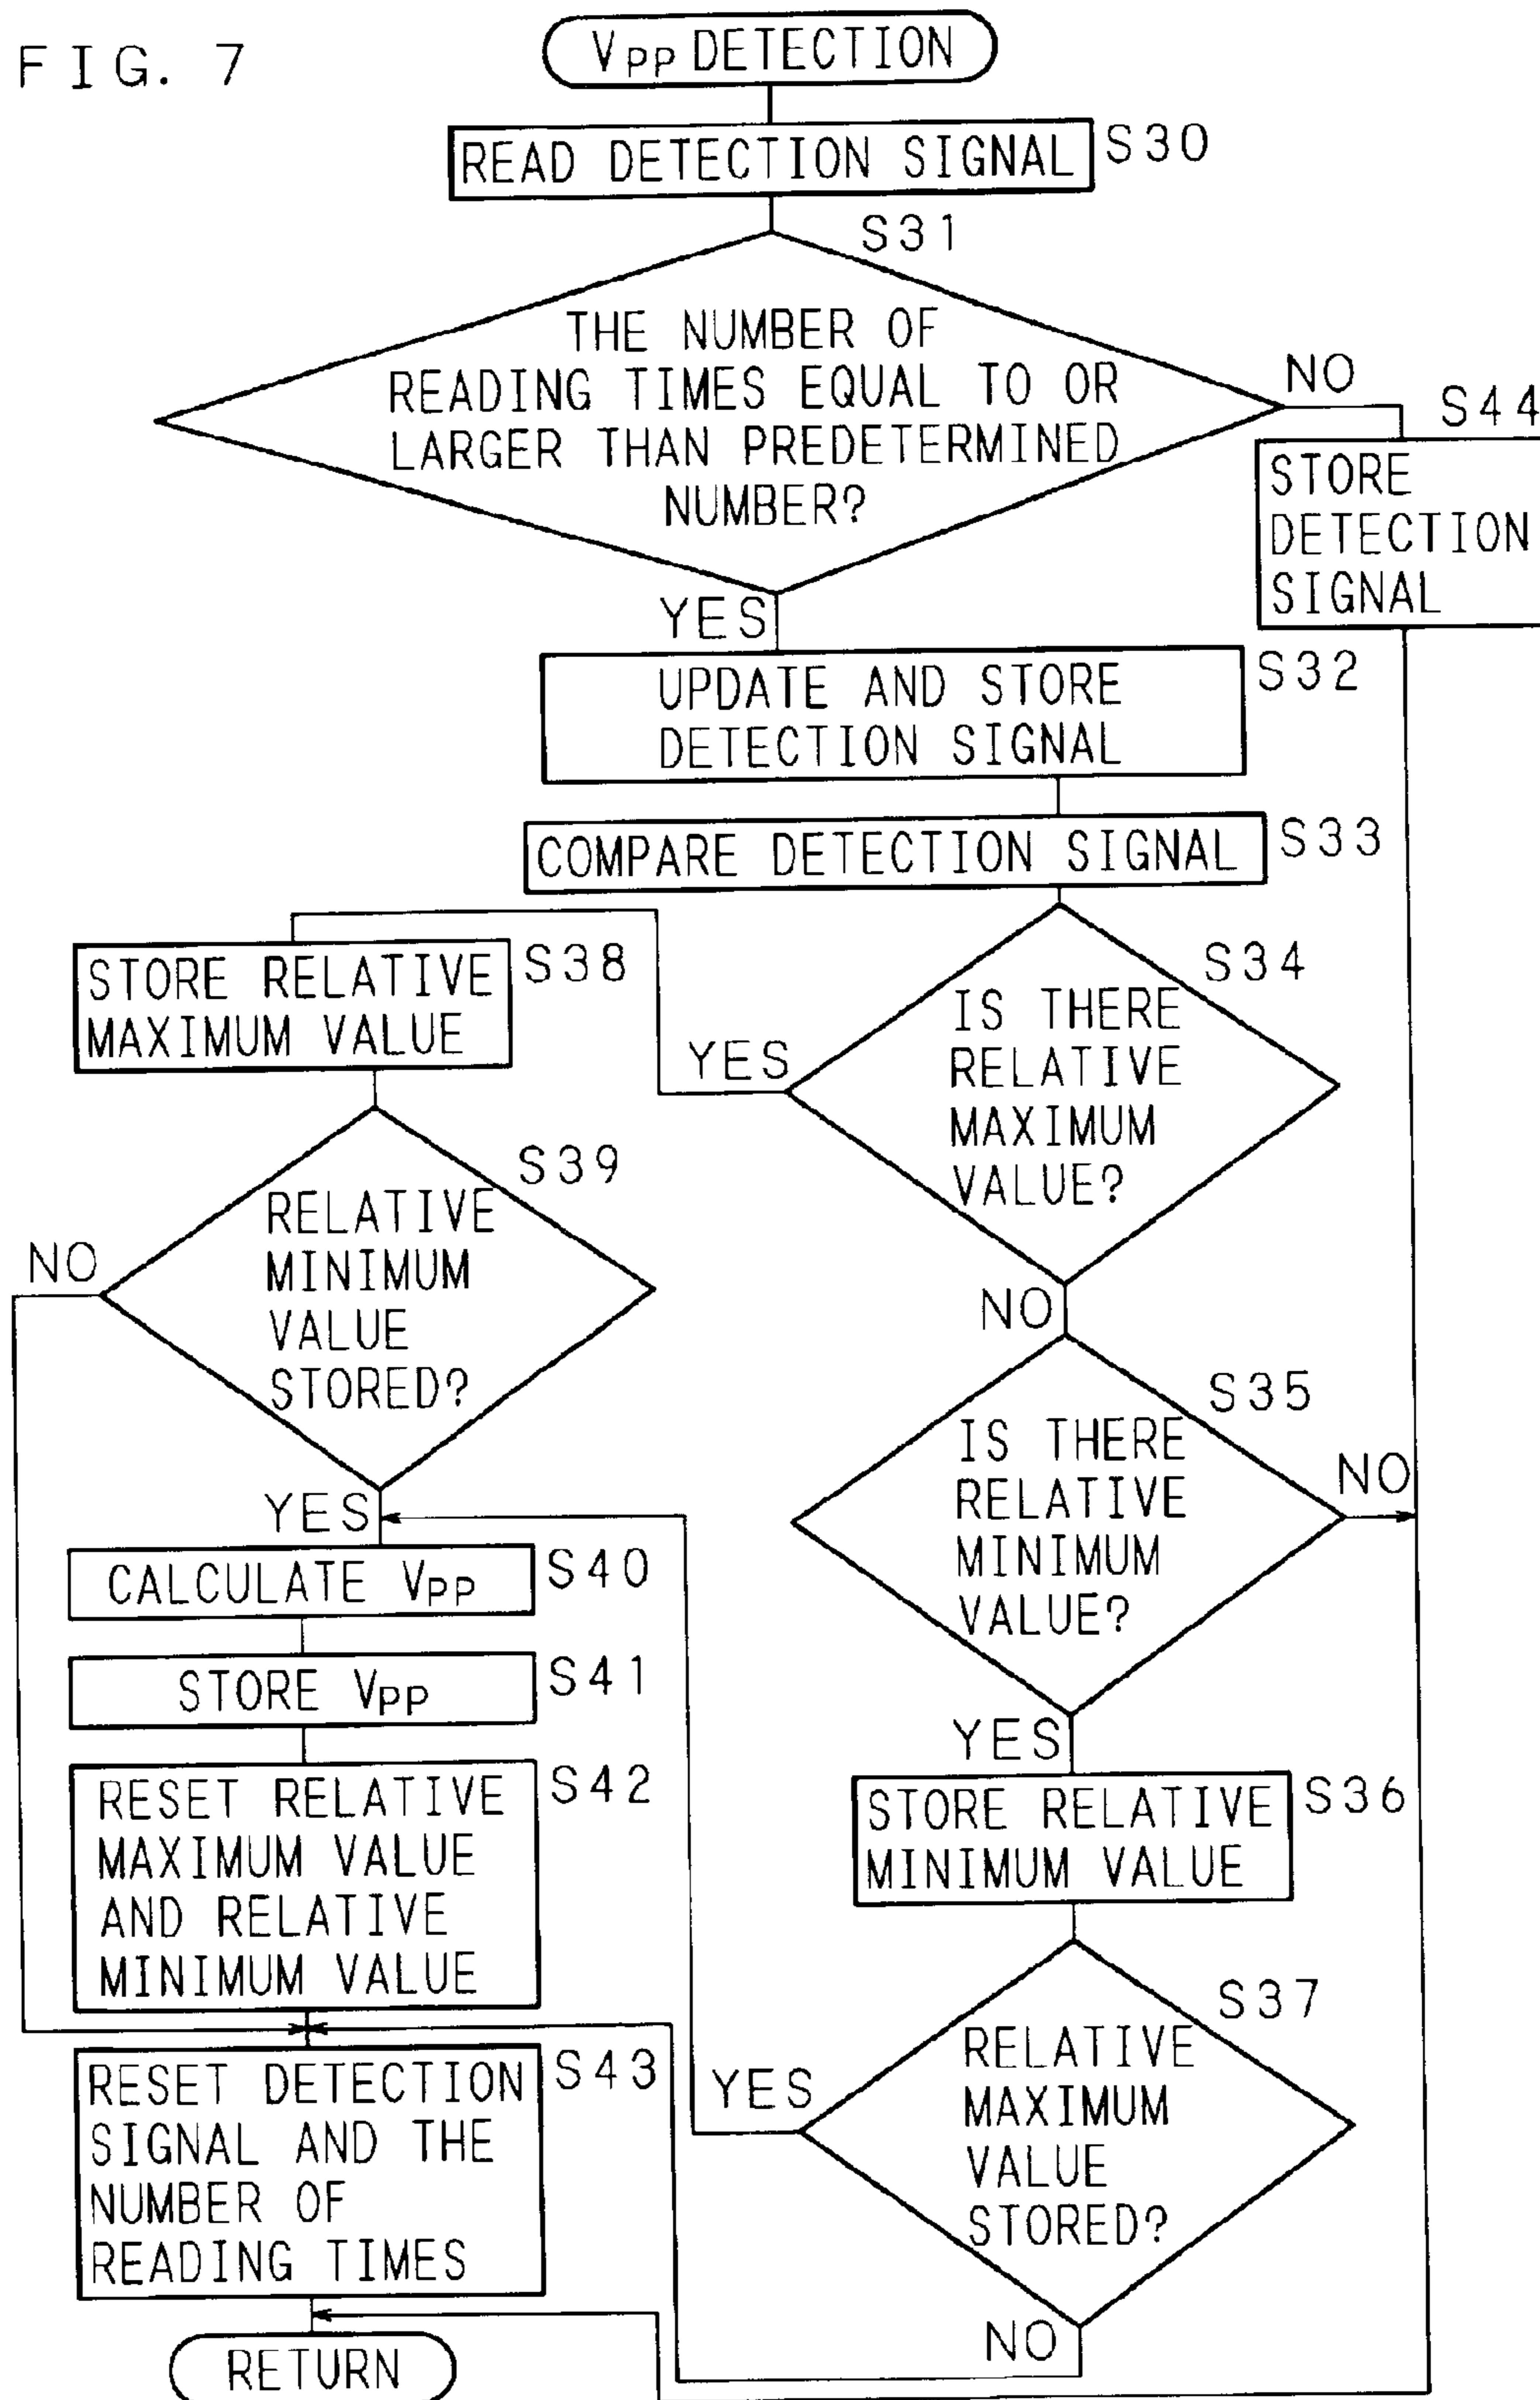 FIG. 7
VPP DETECTION
READ DETECTION SIGNAL
S30
S31
THE NUMBER OF
READING TIMES EQUAL TO OR
LARGER THAN PREDETERMINED
NUMBER?
NO
S44
STORE
DETECTION
SIGNAL
YES
UPDATE AND STORE
DETECTION SIGNAL
S32
COMPARE DETECTION SIGNAL
S33
S34
IS THERE
RELATIVE
MAXIMUM
VALUE?
YES
STORE RELATIVE
MAXIMUM VALUE
S38
S39
RELATIVE
MINIMUM
VALUE
STORED?
NO
NO
S35
IS THERE
RELATIVE
MINIMUM
VALUE?
NO
YES
CALCULATE VPP
S40
STORE VPP
S41
RESET RELATIVE
MAXIMUM VALUE
AND RELATIVE
MINIMUM VALUE
S42
YES
STORE RELATIVE
MINIMUM VALUE
S36
S37
RELATIVE
MAXIMUM
VALUE
STORED?
YES
RESET DETECTION
SIGNAL AND THE
NUMBER OF
READING TIMES
S43
NO
RETURN